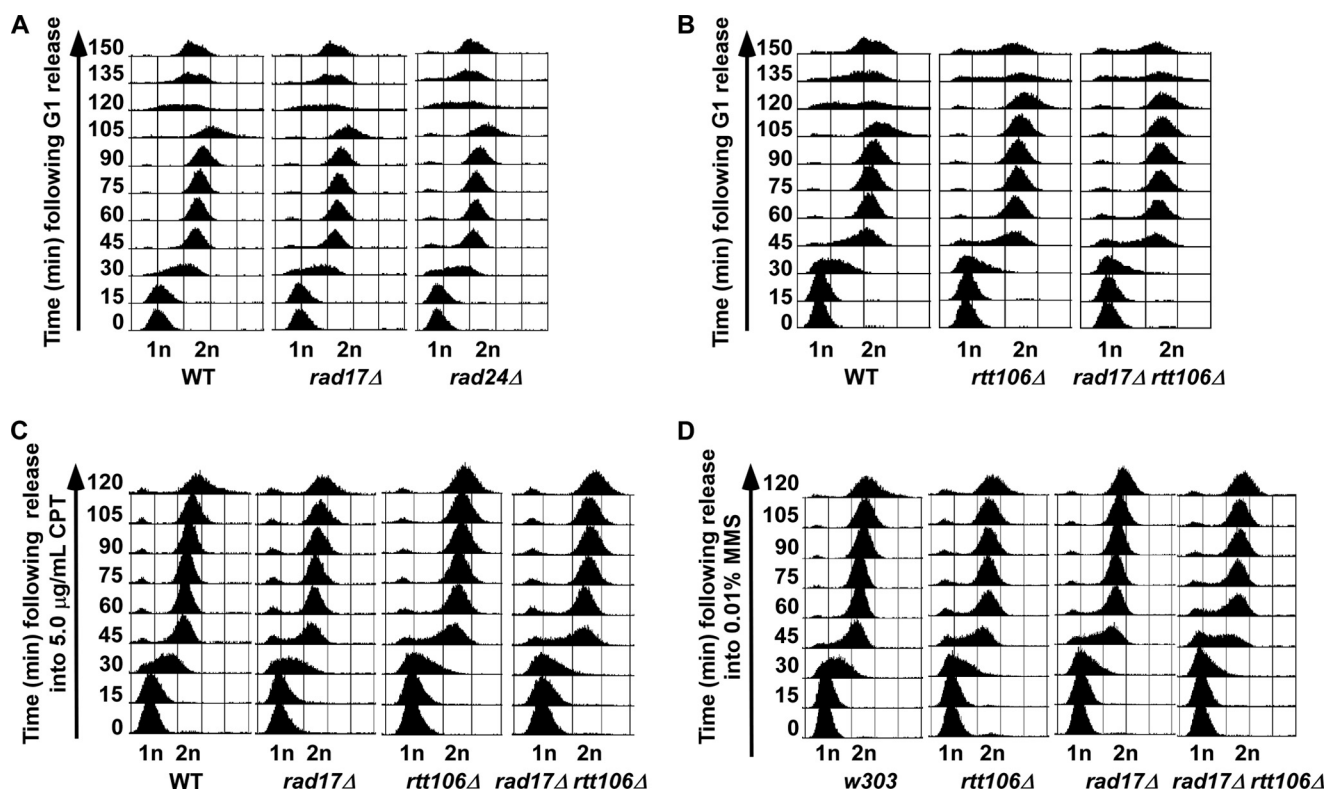 A
Time (min) following G1 release
150
135
120
105
90
75
60
45
30
15
0
1n 2n 1n 2n 1n 2n
WT rad17Δ rad24Δ
B
Time (min) following G1 release
150
135
120
105
90
75
60
45
30
15
0
1n 2n 1n 2n 1n 2n
WT rtt106Δ rad17Δ rtt106Δ
C
Time (min) following release
into 5.0 μg/mL CPT
120
105
90
75
60
45
30
15
0
1n 2n 1n 2n 1n 2n 1n 2n
WT rad17Δ rtt106Δ rad17Δ rtt106Δ
D
Time (min) following release
into 0.01% MMS
120
105
90
75
60
45
30
15
0
1n 2n 1n 2n 1n 2n 1n 2n
w303 rtt106Δ rad17Δ rad17Δ rtt106Δ